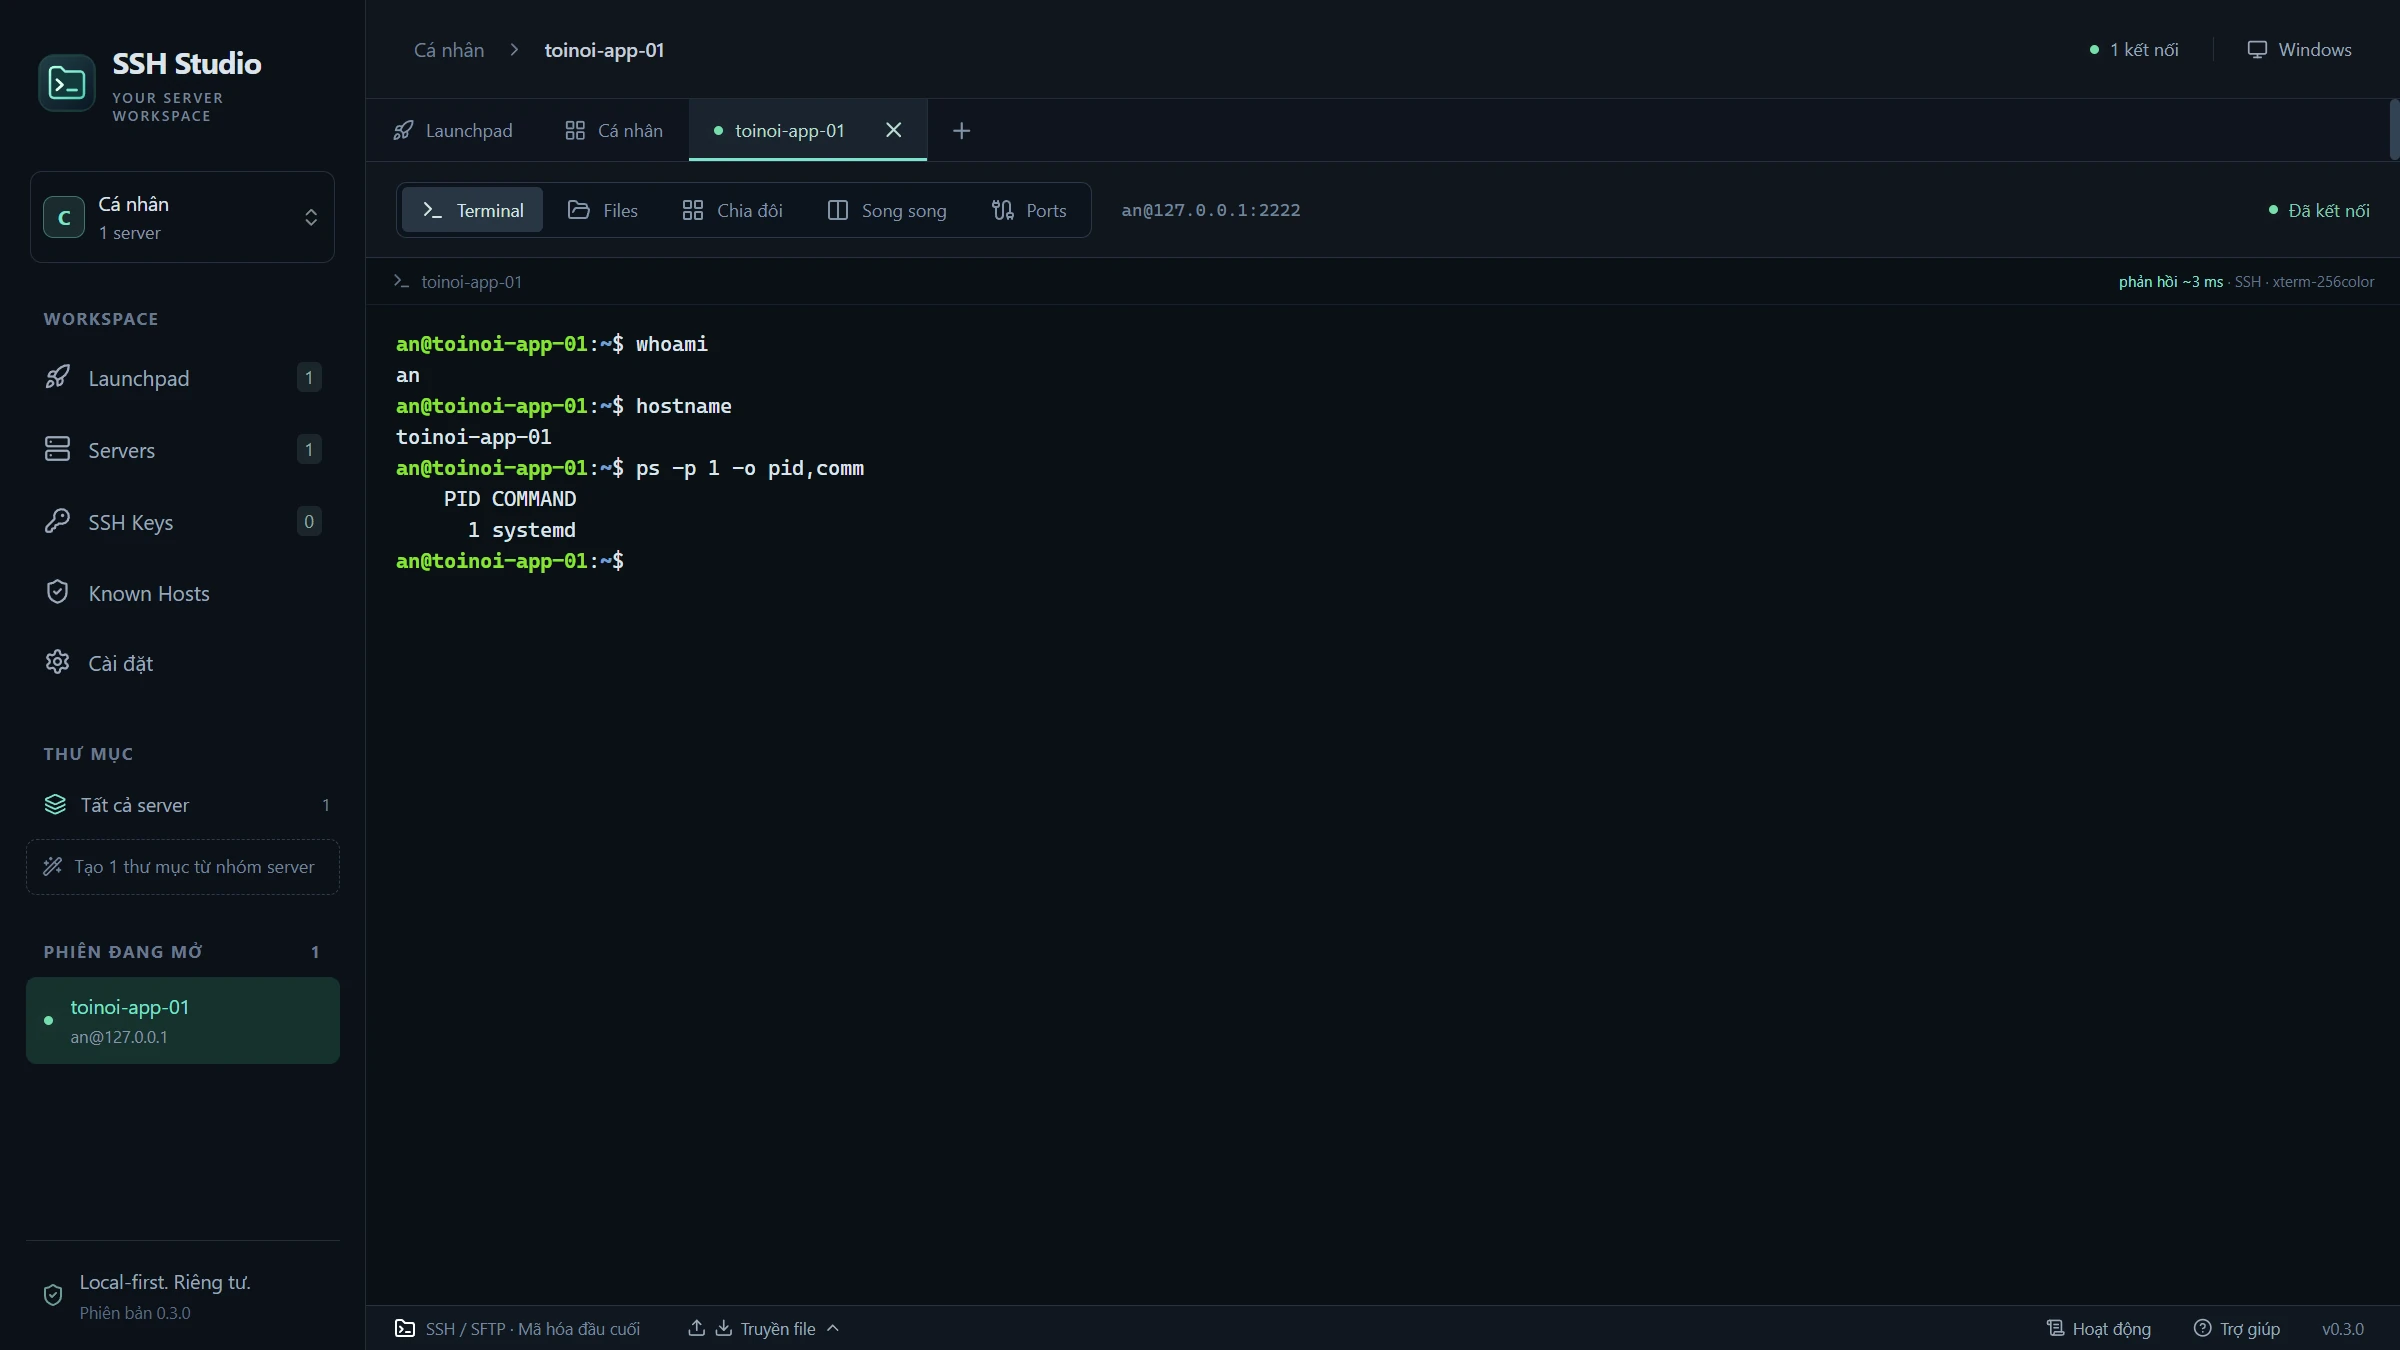 SSH Studio
YOUR SERVER
WORKSPACE
C
Cá nhân
1 server
WORKSPACE
Launchpad 1
Servers 1
SSH Keys 0
Known Hosts
Cài đặt
THƯ MỤC
Tất cả server 1
Tạo 1 thư mục từ nhóm server
PHIÊN ĐANG MỞ 1
toinoi-app-01
an@127.0.0.1
Local-first. Riêng tư.
Phiên bản 0.3.0
Cá nhân > toinoi-app-01
1 kết nối
Windows
Launchpad
Cá nhân
toinoi-app-01
Terminal
Files
Chia đôi
Song song
Ports
an@127.0.0.1:2222
Đã kết nối
toinoi-app-01
phản hồi ~3 ms · SSH · xterm-256color
an@toinoi-app-01:~$ whoami
an
an@toinoi-app-01:~$ hostname
toinoi-app-01
an@toinoi-app-01:~$ ps -p 1 -o pid,comm
    PID COMMAND
      1 systemd
an@toinoi-app-01:~$
SSH / SFTP · Mã hóa đầu cuối
Truyền file
Hoạt động
Trợ giúp
v0.3.0